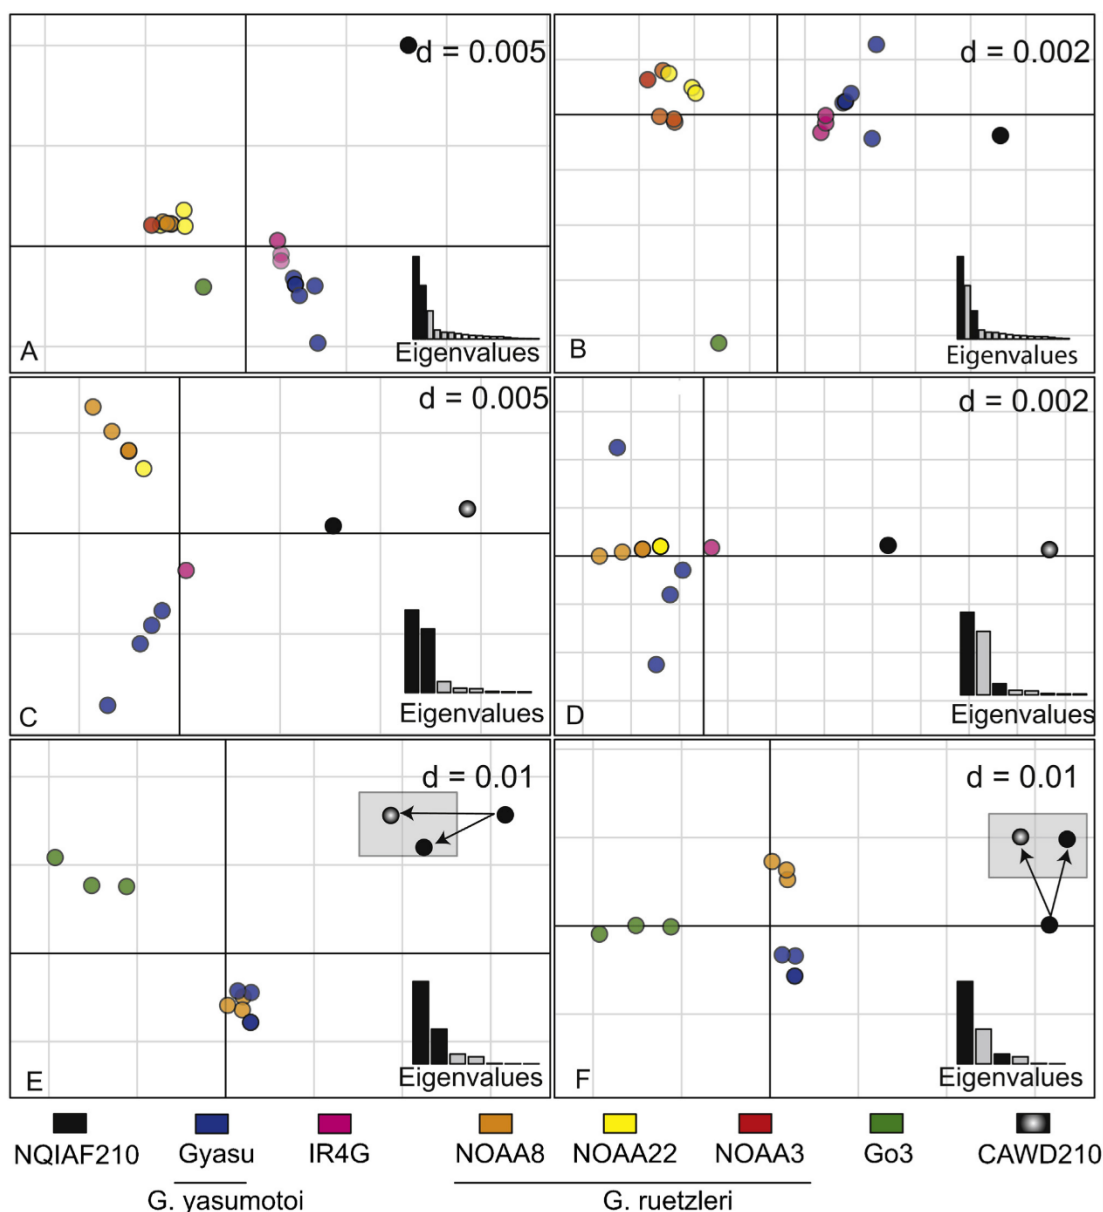 d = 0.005
A
Eigenvalues
d = 0.002
B
Eigenvalues
d = 0.005
C
Eigenvalues
d = 0.002
D
Eigenvalues
d = 0.01
E
Eigenvalues
d = 0.01
F
Eigenvalues
NQIAF210 Gyasu IR4G NOAA8 NOAA22 NOAA3 Go3 CAWD210
G. yasumotoi G. ruetzleri